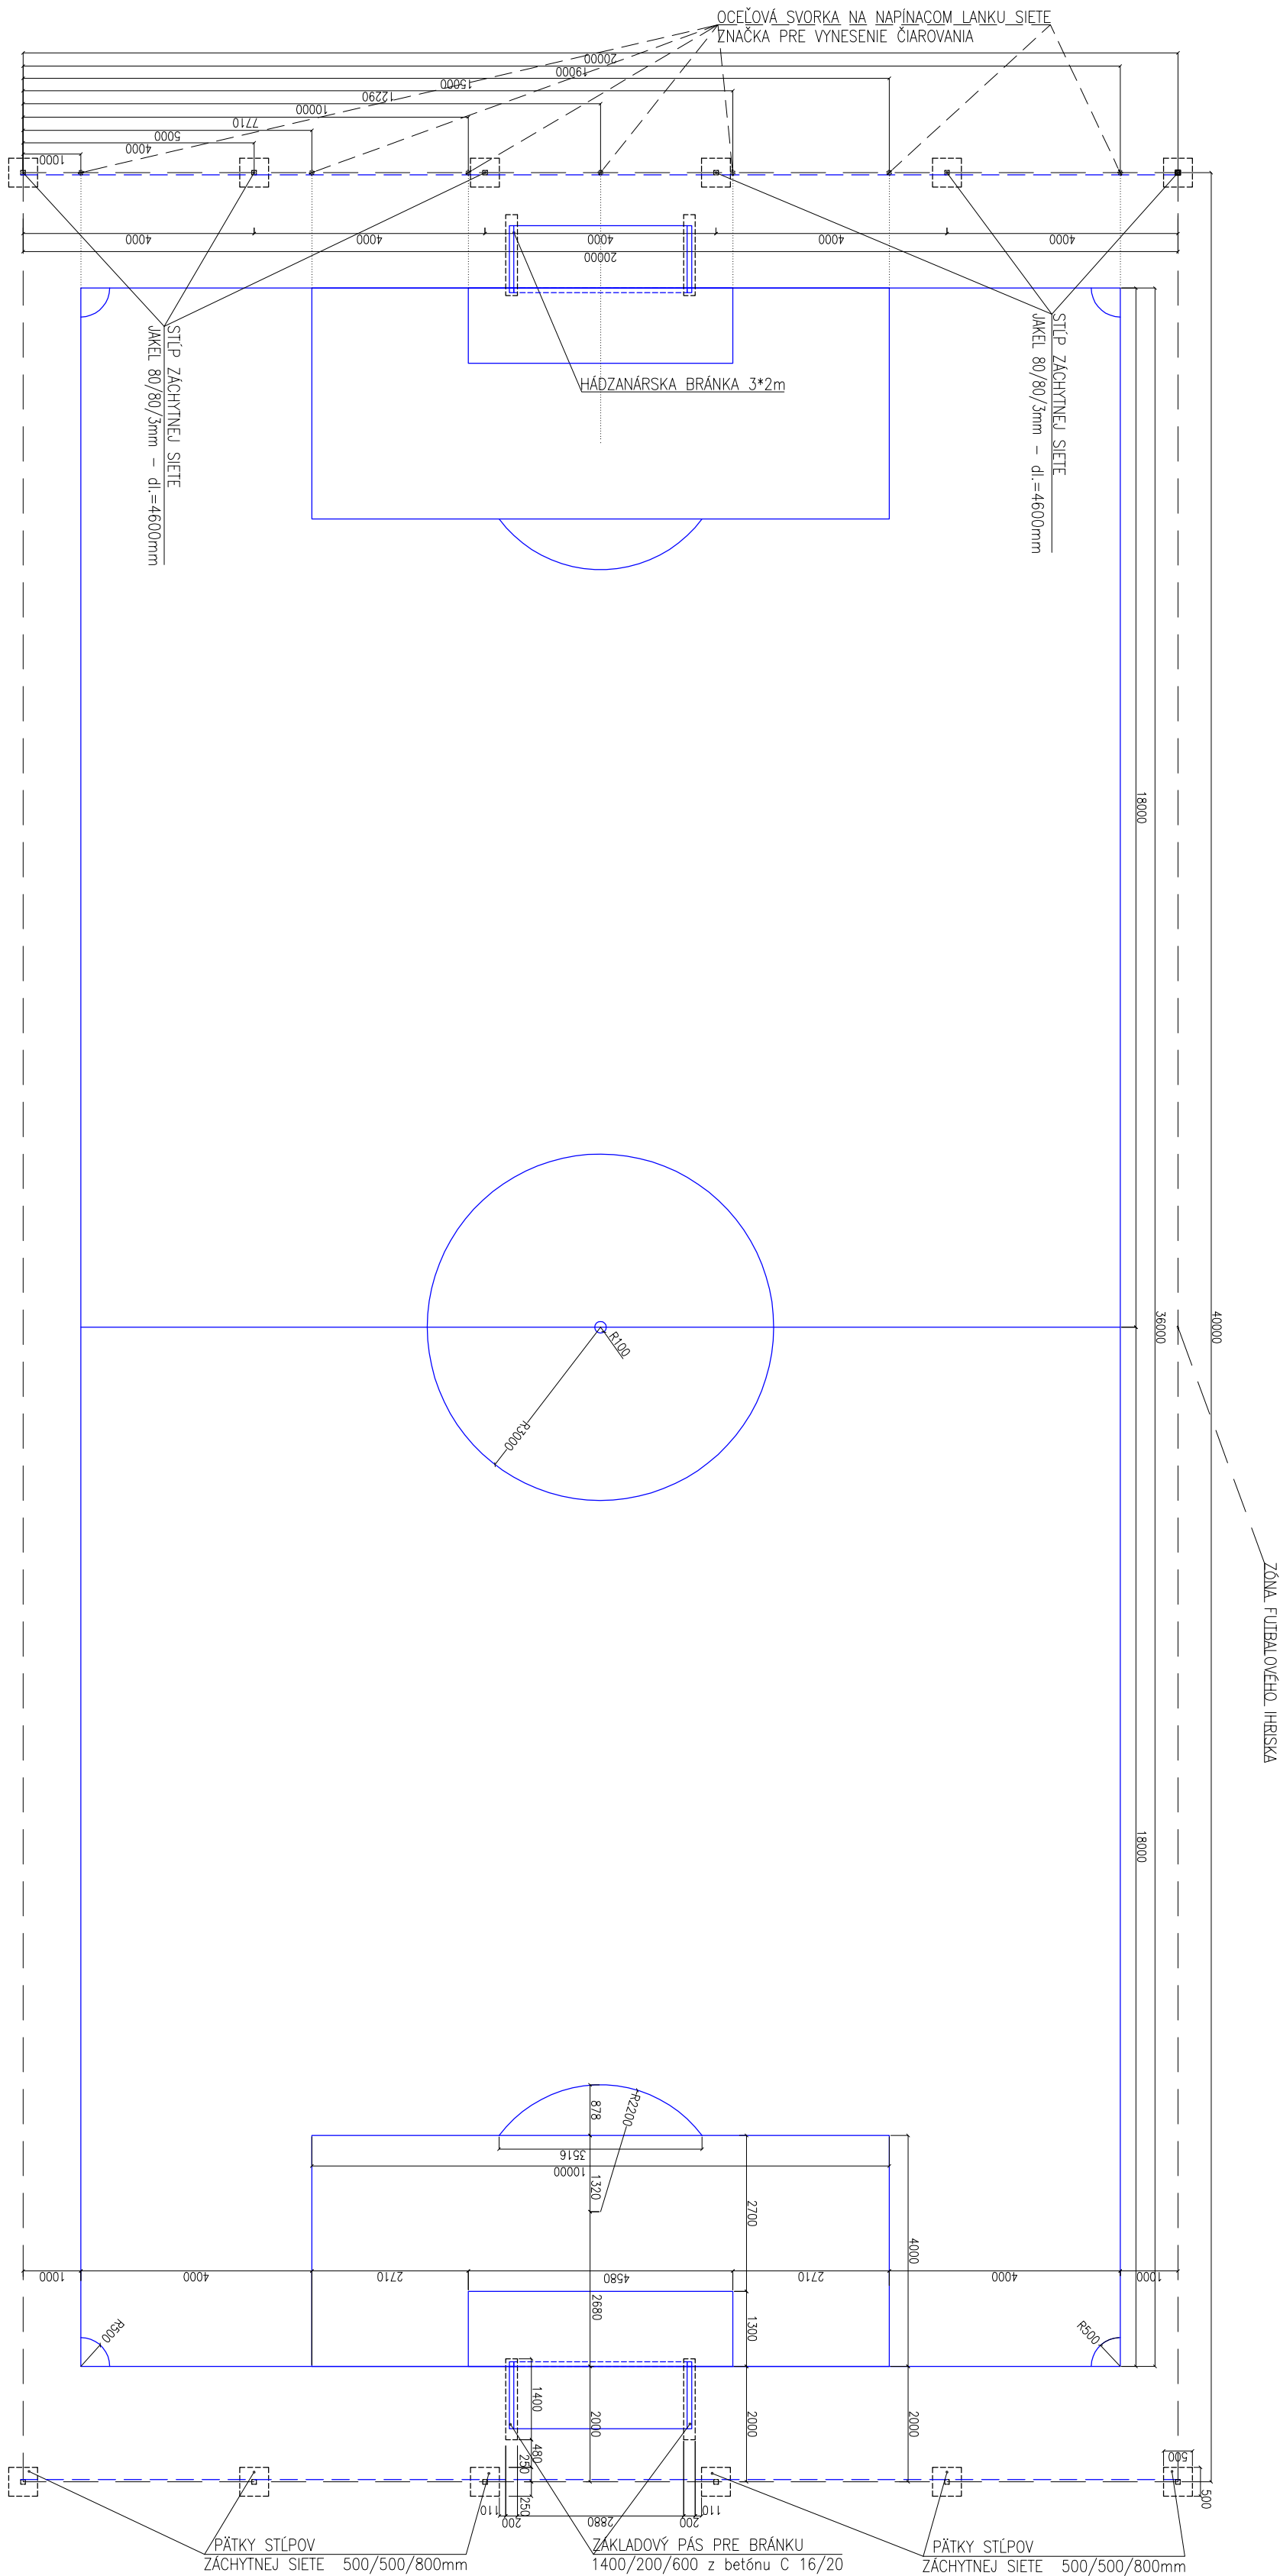 OCEĽOVÁ SVORKA NA NAPÍNACOM LANKU SIETE
ZNAČKA PRE VYNESENIE ČIAROVANIA
20000
19000
15000
12290
10000
7710
5000
4000
1000
4000
4000
4000
4000
4000
20000
STĹP ZÁCHYTNEJ SIETE
JAKEL 80/80/3mm - dl.=4600mm
HÁDZANÁRSKA BRÁNKA 3*2m
STĹP ZÁCHYTNEJ SIETE
JAKEL 80/80/3mm - dl.=4600mm
18000
40000
36000
R100
R3000
ZÓNA FUTBALOVÉHO IHRISKA
18000
878
R2200
3516
10000
1320
2700
4000
1000
4000
2710
4580
2710
4000
1000
2680
1300
R500
R500
1400
2000
2000
2000
480
250
250
500
500
110
200
2880
200
110
PÄTKY STĹPOV
ZÁCHYTNEJ SIETE 500/500/800mm
ZÁKLADOVÝ PÁS PRE BRÁNKU
1400/200/600 z betónu C 16/20
PÄTKY STĹPOV
ZÁCHYTNEJ SIETE 500/500/800mm